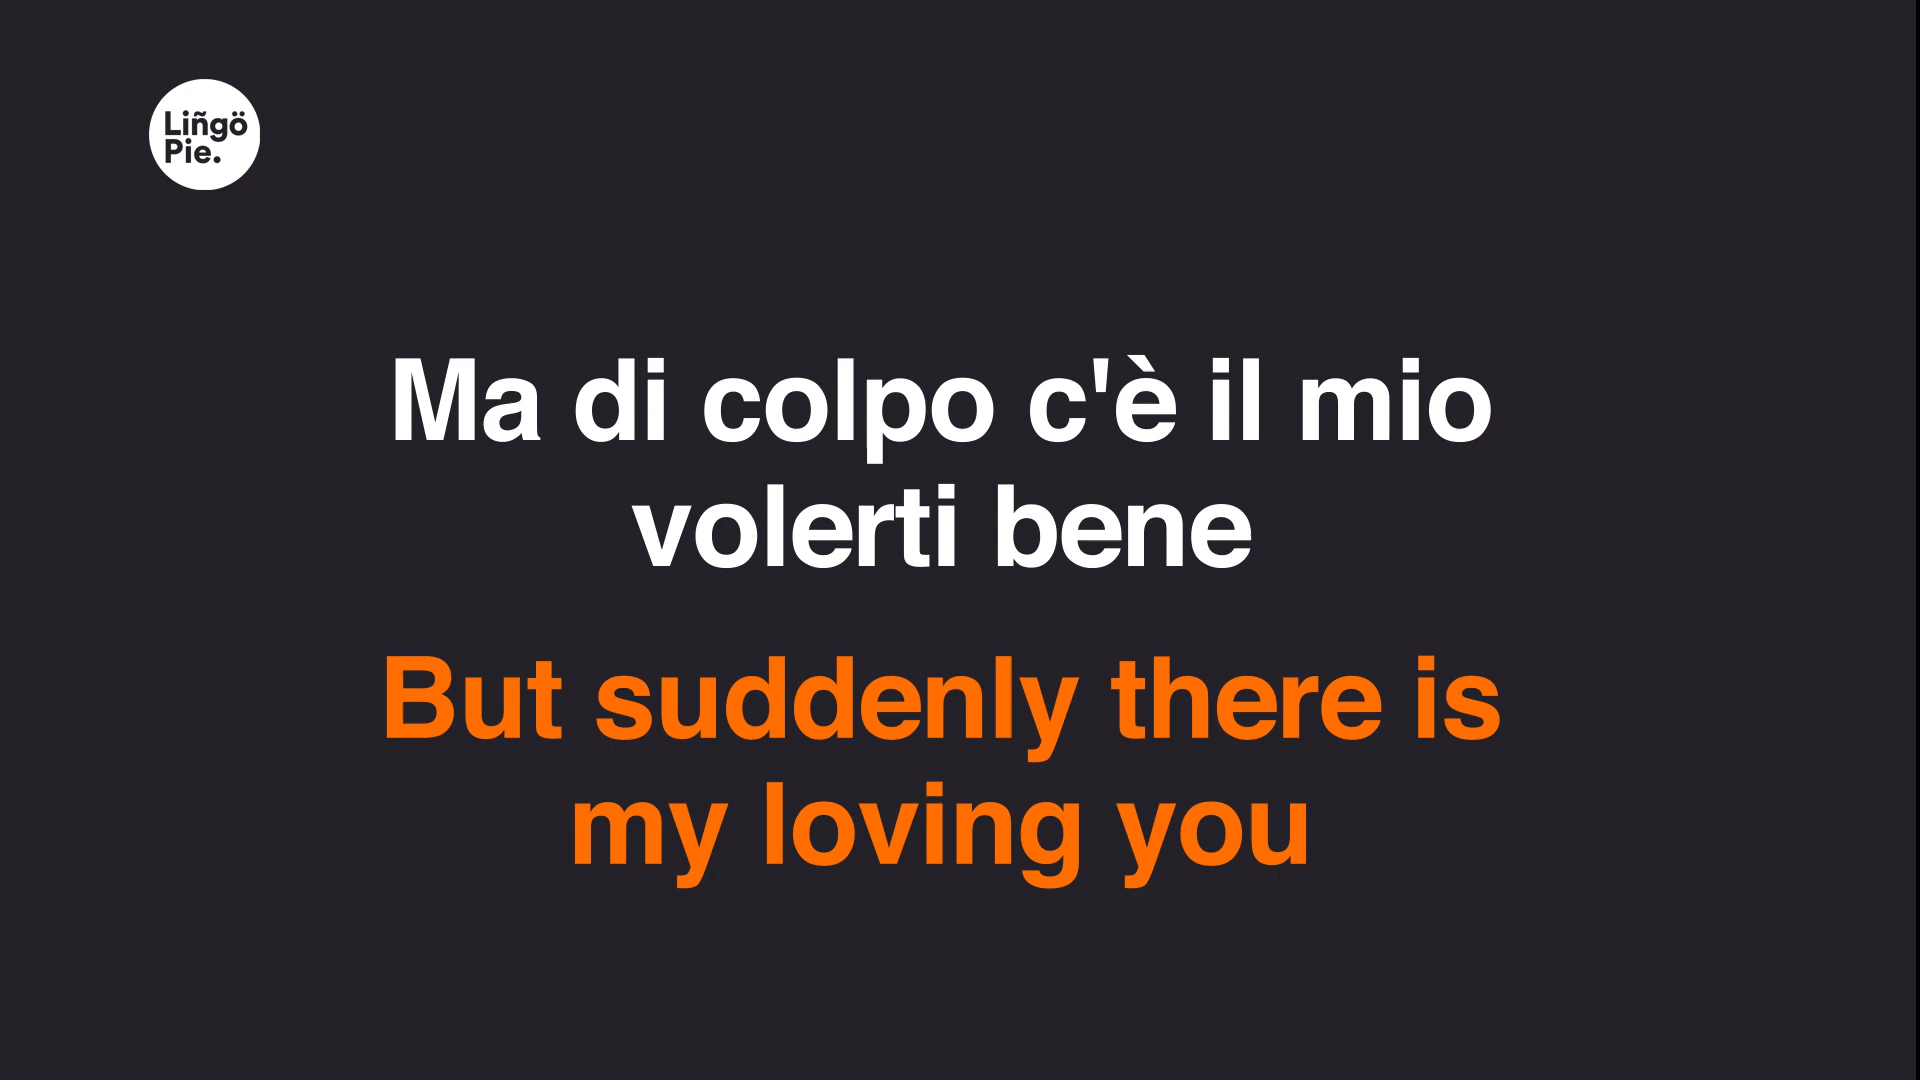 Liñgö
Pie.
Ma di colpo c'è il mio
volerti bene
But suddenly there is
my loving you